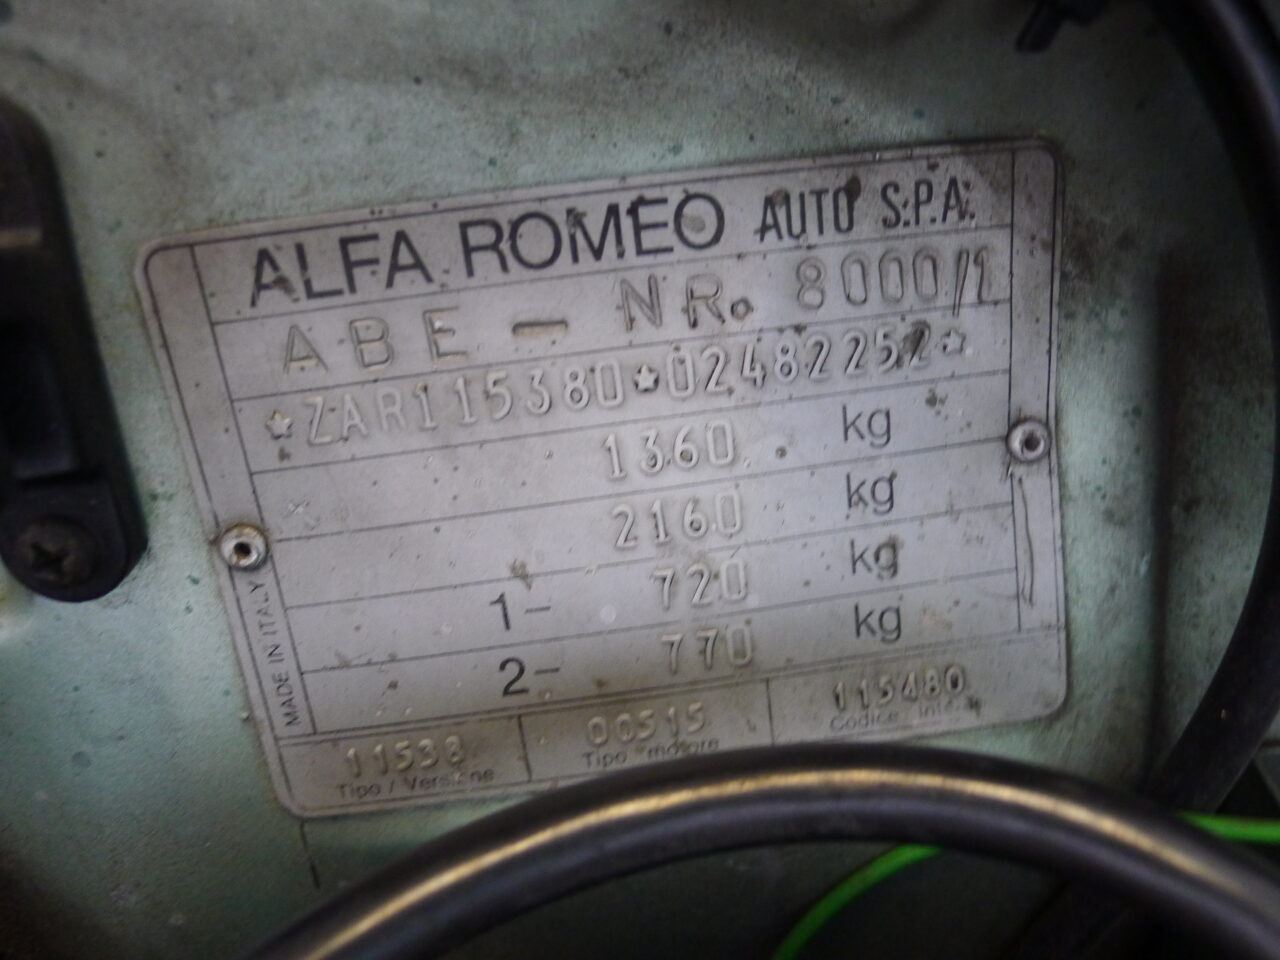 ALFA ROMEO AUTO S.P.A.
ABE - NR. 8000/1
*ZAR115380*02482252*
1360 kg
2160 kg
1- 720 kg
2- 770 kg
MADE IN ITALY
11538 00515 115480
Tipo / Versione Tipo motore Codice